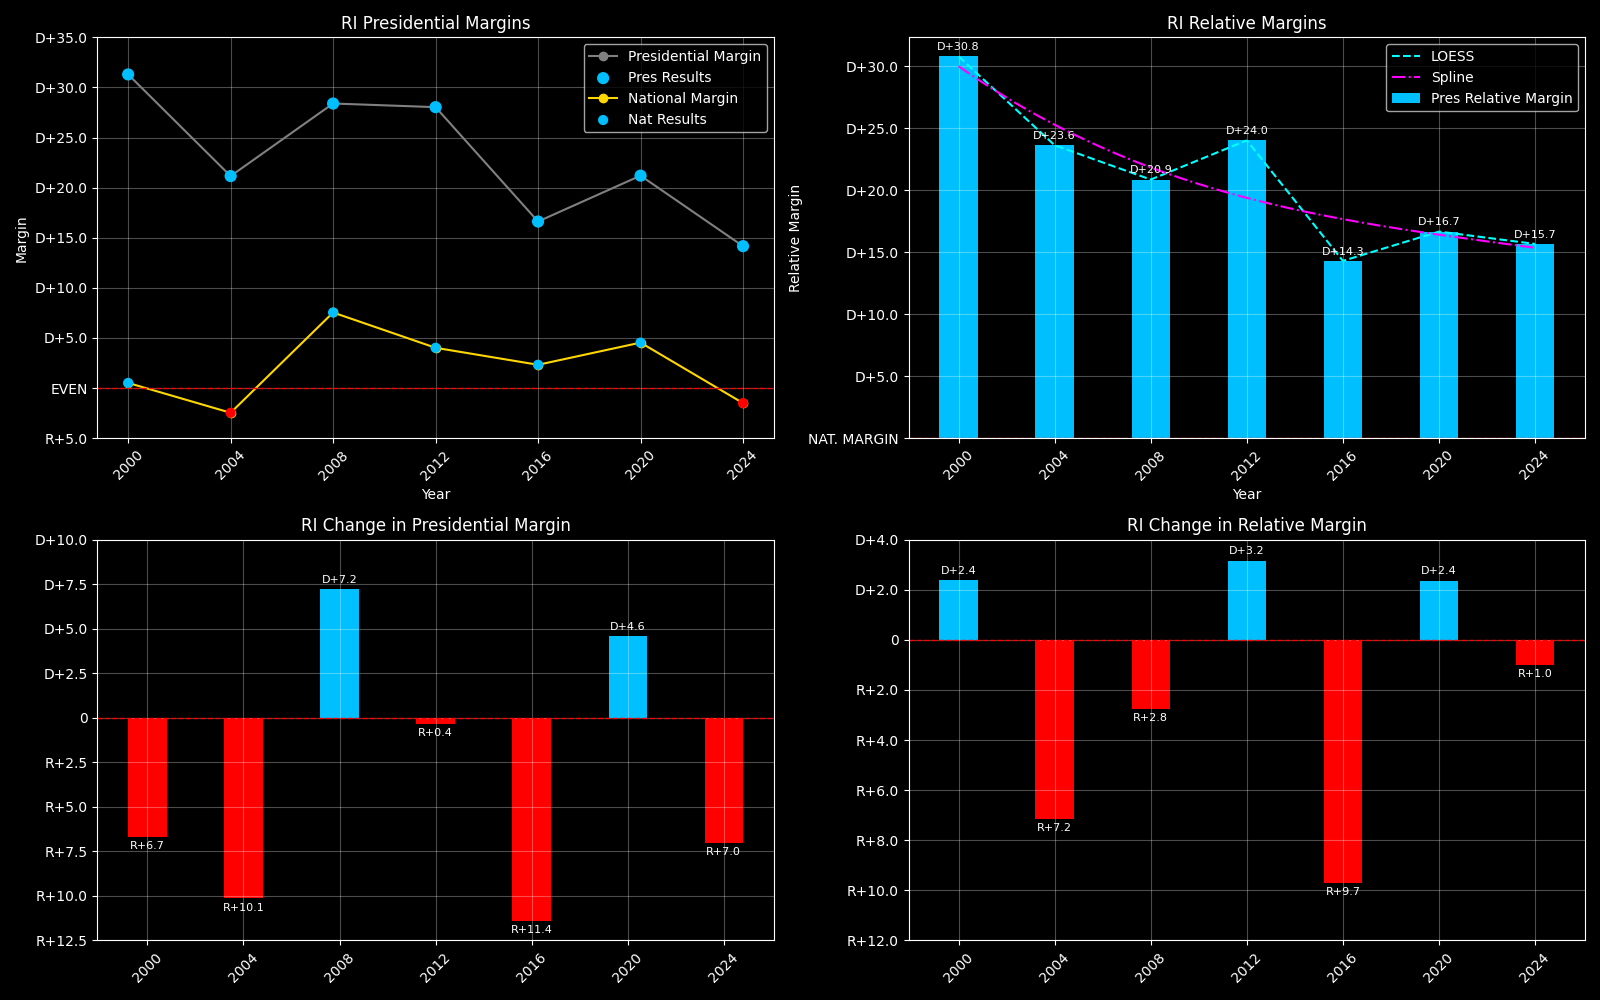 RI Presidential Margins
D+35.0
D+30.0
D+25.0
D+20.0
D+15.0
D+10.0
D+5.0
EVEN
R+5.0
Margin
Presidential Margin
Pres Results
National Margin
Nat Results
2000
2004
2008
2012
2016
2020
2024
Year
RI Relative Margins
D+30.0
D+25.0
D+20.0
D+15.0
D+10.0
D+5.0
NAT. MARGIN
Relative Margin
LOESS
Spline
Pres Relative Margin
D+30.8
D+23.6
D+20.9
D+24.0
D+14.3
D+16.7
D+15.7
2000
2004
2008
2012
2016
2020
2024
Year
RI Change in Presidential Margin
D+10.0
D+7.5
D+5.0
D+2.5
0
R+2.5
R+5.0
R+7.5
R+10.0
R+12.5
R+6.7
R+10.1
D+7.2
R+0.4
R+11.4
D+4.6
R+7.0
2000
2004
2008
2012
2016
2020
2024
RI Change in Relative Margin
D+4.0
D+2.0
0
R+2.0
R+4.0
R+6.0
R+8.0
R+10.0
R+12.0
D+2.4
R+7.2
R+2.8
D+3.2
R+9.7
D+2.4
R+1.0
2000
2004
2008
2012
2016
2020
2024